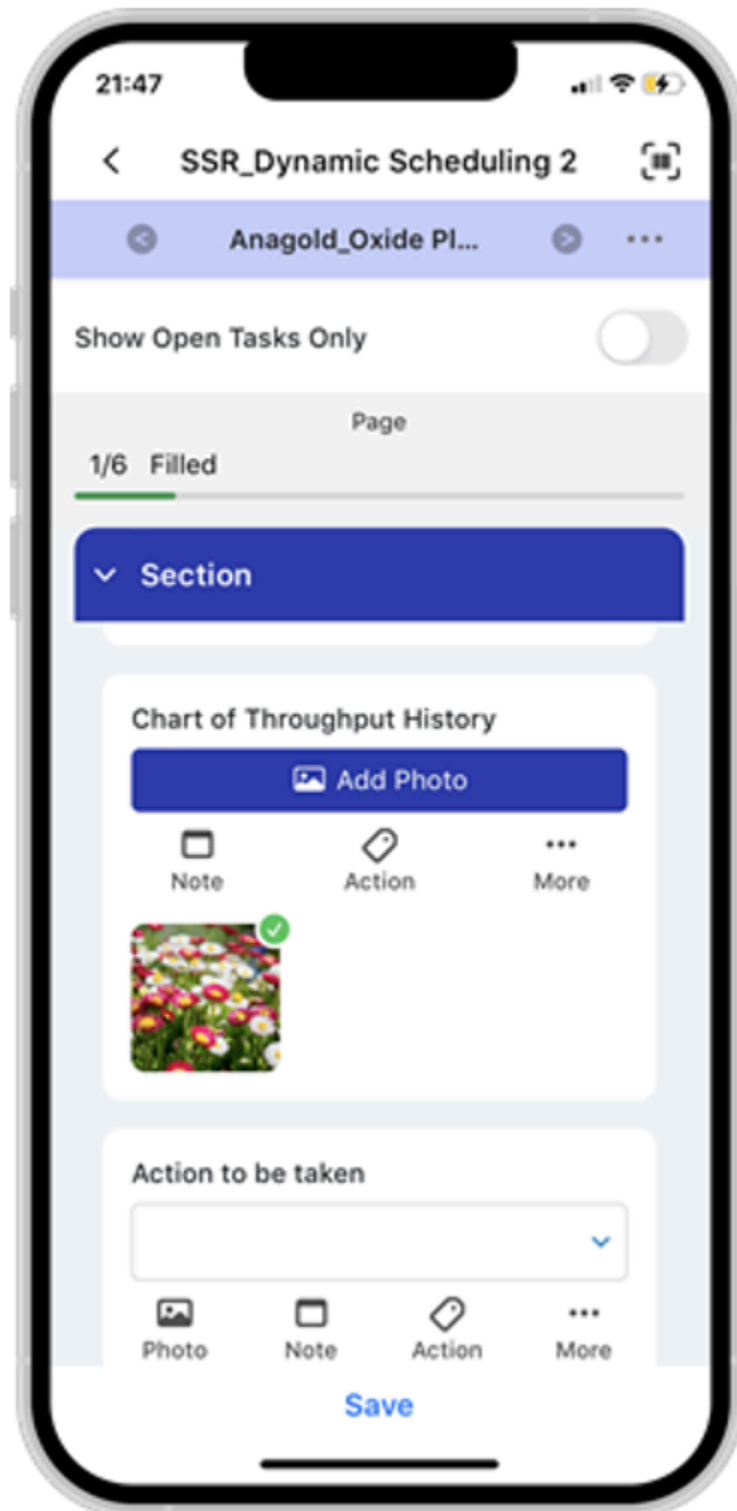 21:47
SSR_Dynamic Scheduling 2
Anagold_Oxide Pl...
Show Open Tasks Only
Page
1/6 Filled
Section
Chart of Throughput History
Add Photo
Note Action More
Action to be taken
Photo Note Action More
Save